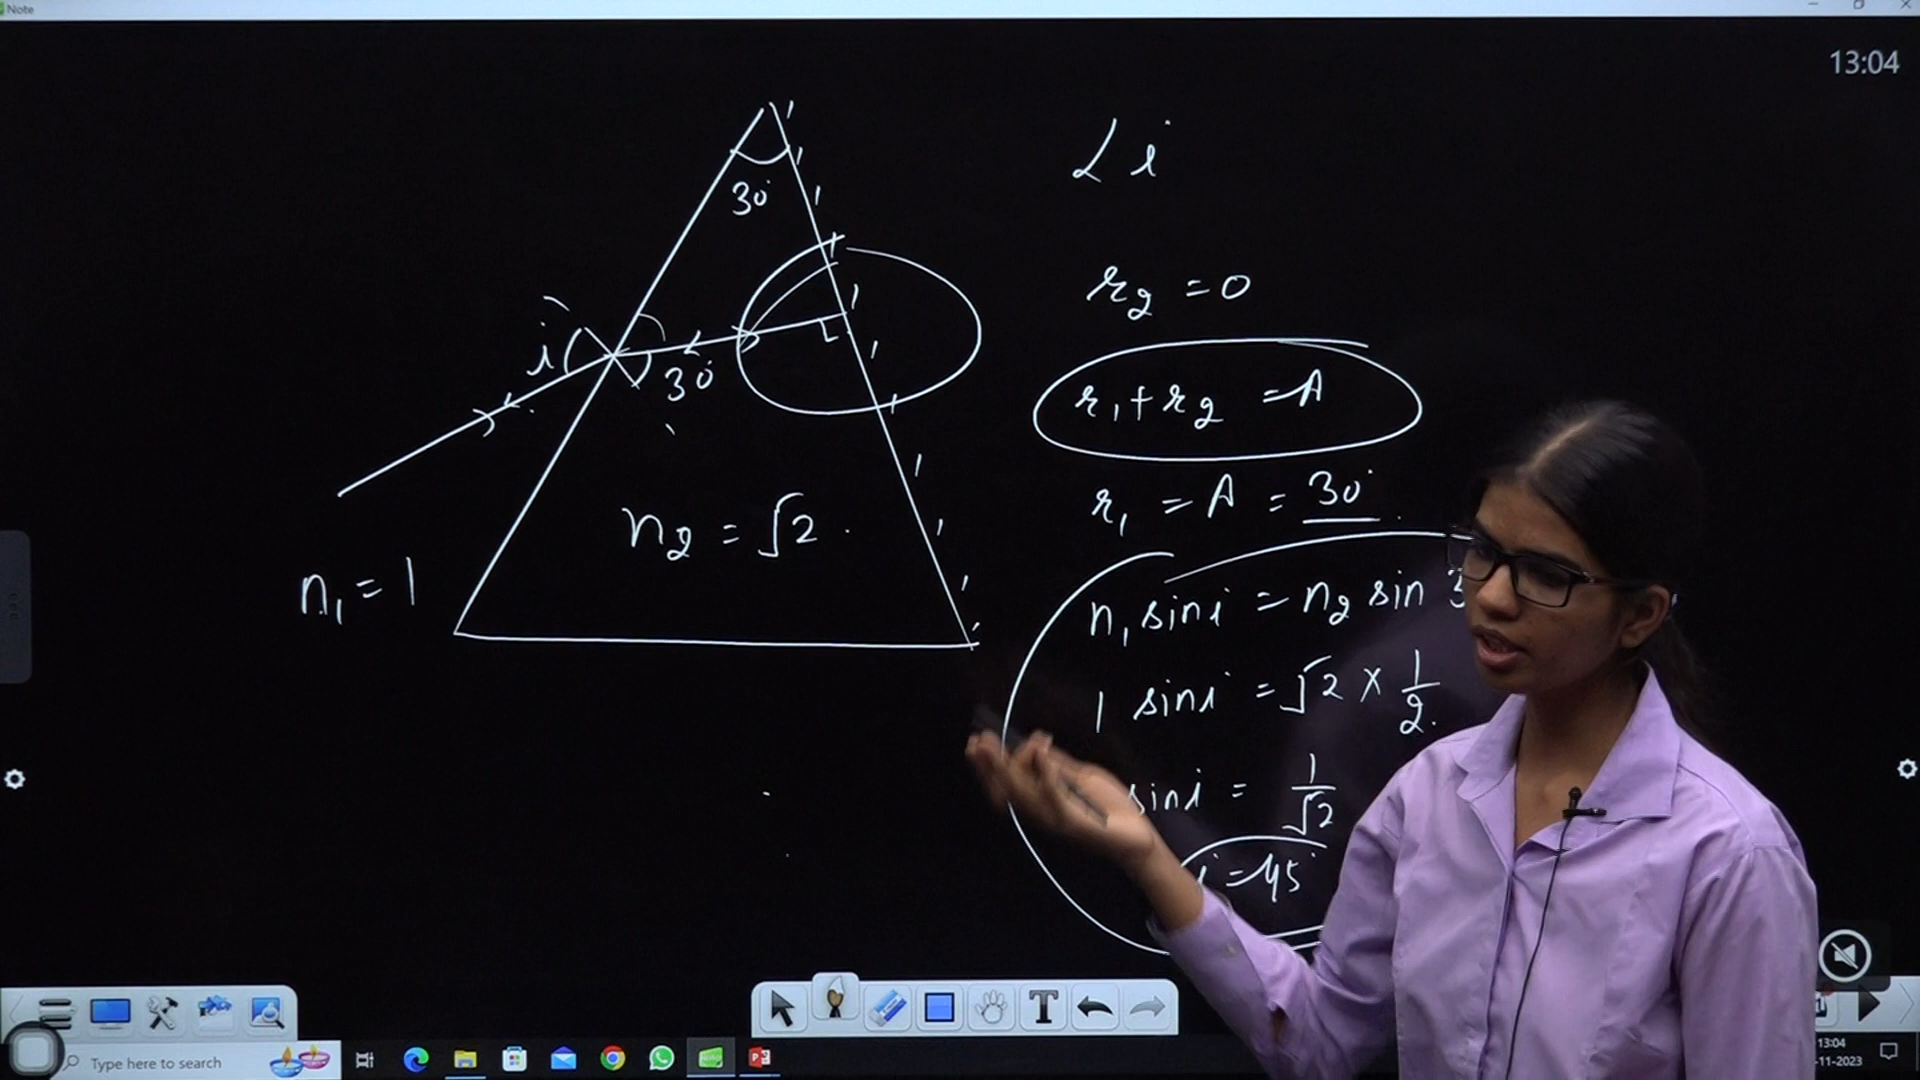 Note
13:04
30°
∠i
r₂ = 0
i
30°
r₁ + r₂ = A
r₁ = A = 30°
n₂ = √2
n₁ = 1
n₁ sin i = n₂ sin 3
1 sin i = √2 × 1/2
sin i = 1/√2
i = 45°
T
Type here to search
13:04
-11-2023